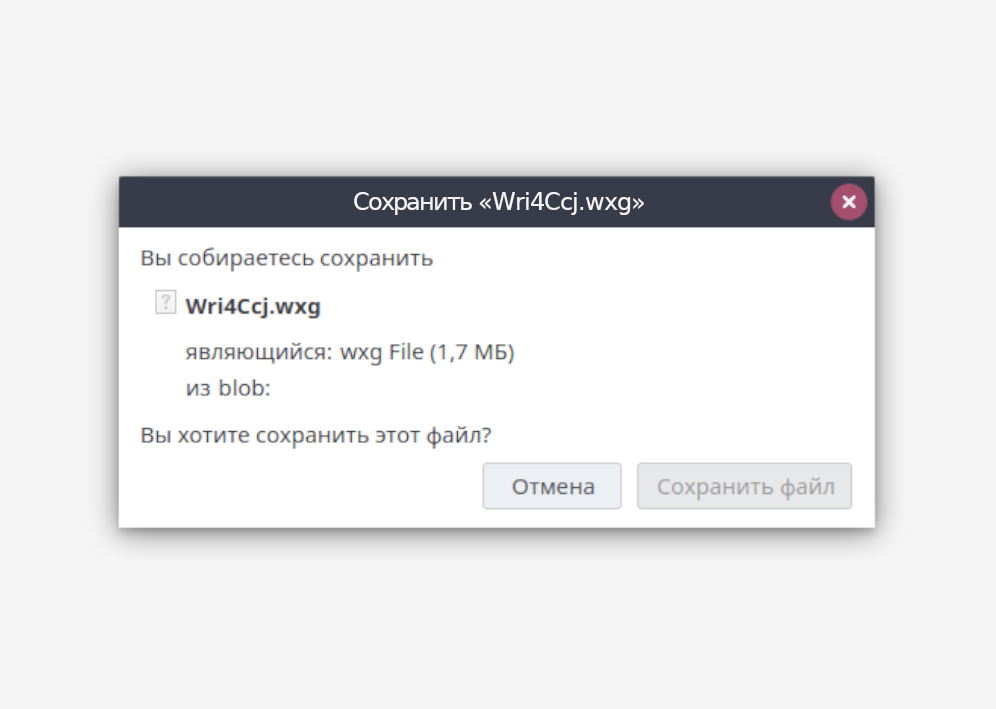 Сохранить «Wri4Ccj.wxg»
Вы собираетесь сохранить
Wri4Ccj.wxg
являющийся: wxg File (1,7 МБ)
из blob:
Вы хотите сохранить этот файл?
Отмена
Сохранить файл